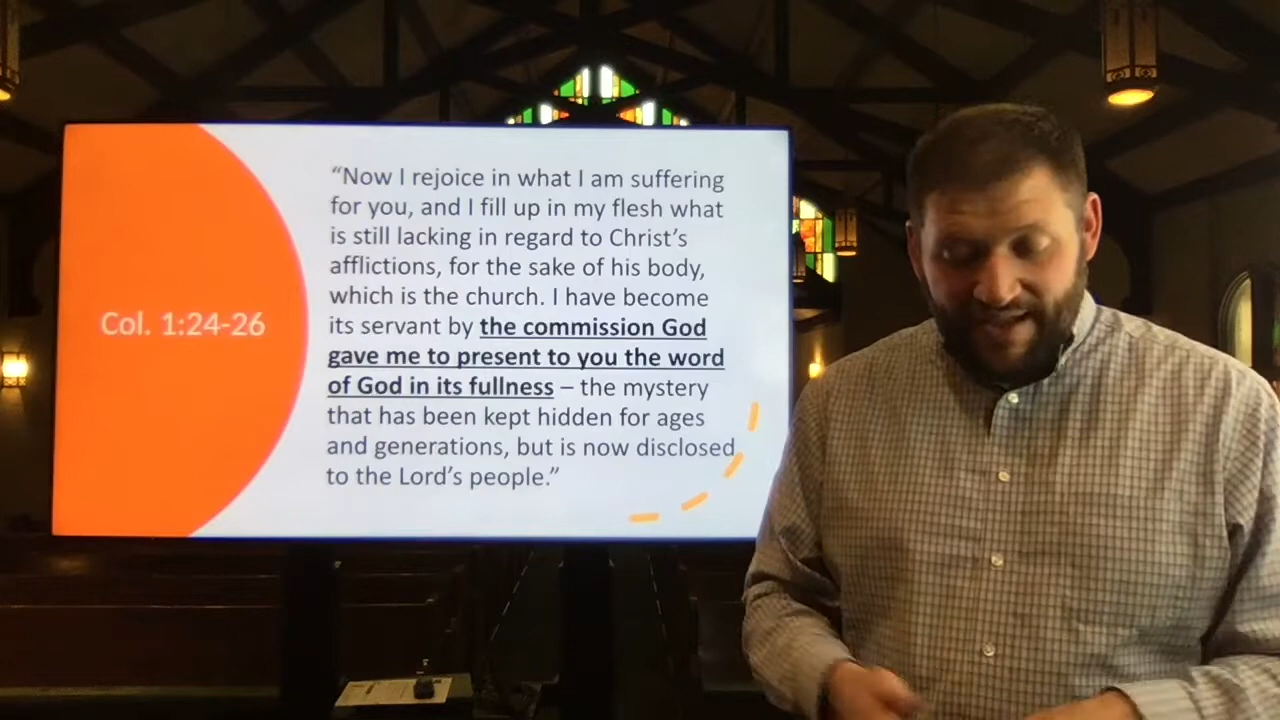 Col. 1:24-26
“Now I rejoice in what I am suffering
for you, and I fill up in my flesh what
is still lacking in regard to Christ’s
afflictions, for the sake of his body,
which is the church. I have become
its servant by the commission God
gave me to present to you the word
of God in its fullness – the mystery
that has been kept hidden for ages
and generations, but is now disclosed
to the Lord’s people.”